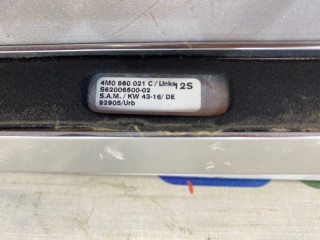 4M0 860 021 C / Links 12S
S62006500-02
S.A.M. / KW 43-16/ DE
92905/Urb